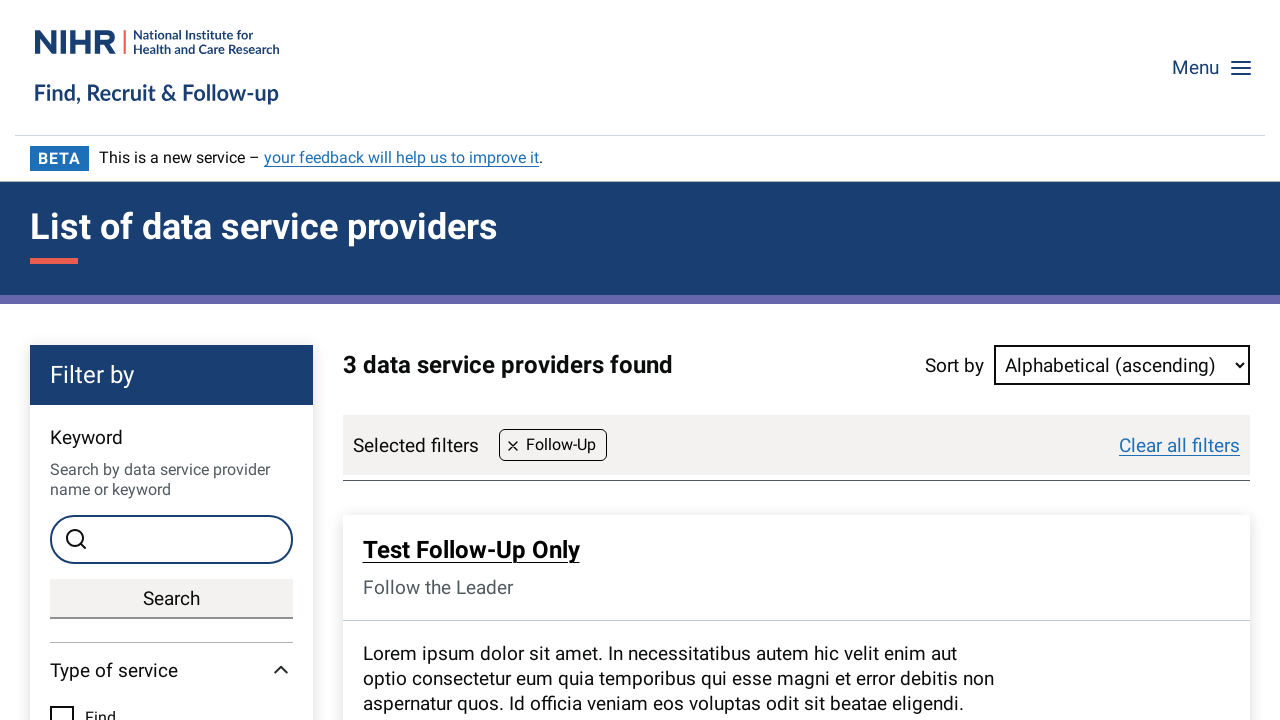 NIHR | National Institute for
Health and Care Research
Find, Recruit & Follow-up
Menu
BETA This is a new service – your feedback will help us to improve it.
List of data service providers
Filter by
Keyword
Search by data service provider
name or keyword
Search
Type of service
Find
3 data service providers found
Sort by Alphabetical (ascending)
Selected filters Follow-Up Clear all filters
Test Follow-Up Only
Follow the Leader
Lorem ipsum dolor sit amet. In necessitatibus autem hic velit enim aut
optio consectetur eum quia temporibus qui esse magni et error debitis non
aspernatur quos. Id officia veniam eos voluptas odit sit beatae eligendi.